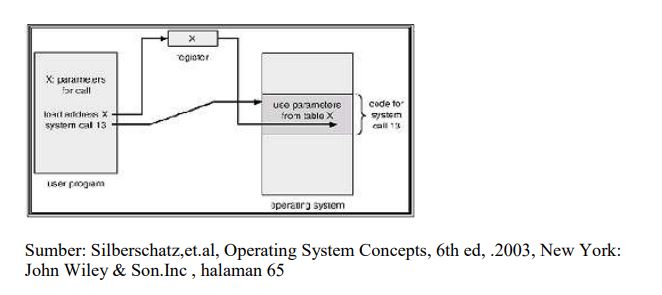 X
register
X: parameters
for call
load address X
system call 13
use parameters
from table X
code for
system
call 13
user program
operating system
Sumber: Silberschatz,et.al, Operating System Concepts, 6th ed, .2003, New York:
John Wiley & Son.Inc , halaman 65